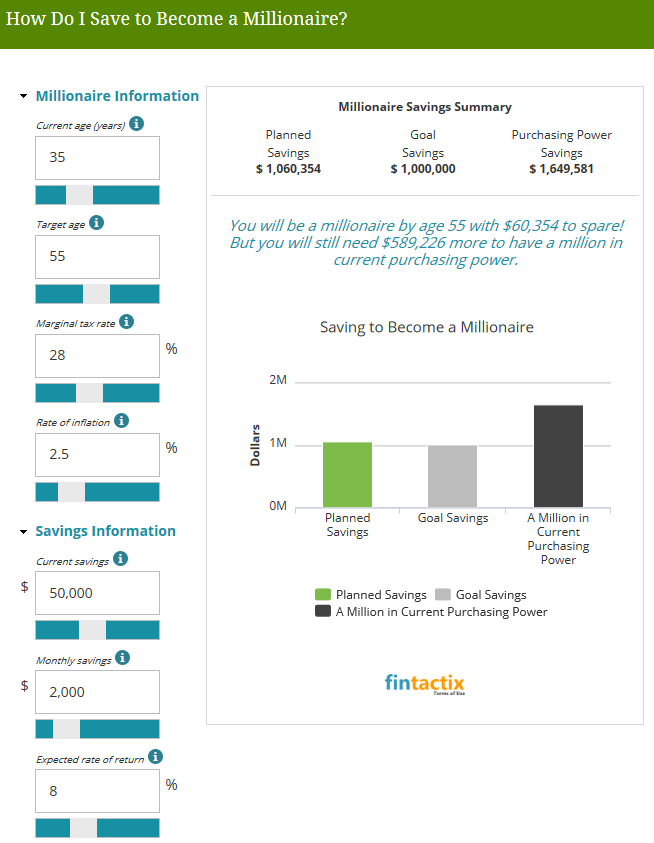 How Do I Save to Become a Millionaire?
Millionaire Information
Current age (years)
35
Target age
55
Marginal tax rate
28 %
Rate of inflation
2.5 %
Savings Information
Current savings
$ 50,000
Monthly savings
$ 2,000
Expected rate of return
8 %
Millionaire Savings Summary
Planned Goal Purchasing Power
Savings Savings Savings
$ 1,060,354 $ 1,000,000 $ 1,649,581
You will be a millionaire by age 55 with $60,354 to spare!
But you will still need $589,226 more to have a million in
current purchasing power.
Saving to Become a Millionaire
2M
1M
0M
Dollars
Planned
Savings
Goal Savings
A Million in
Current
Purchasing
Power
Planned Savings Goal Savings
A Million in Current Purchasing Power
fintactix
Terms of Use